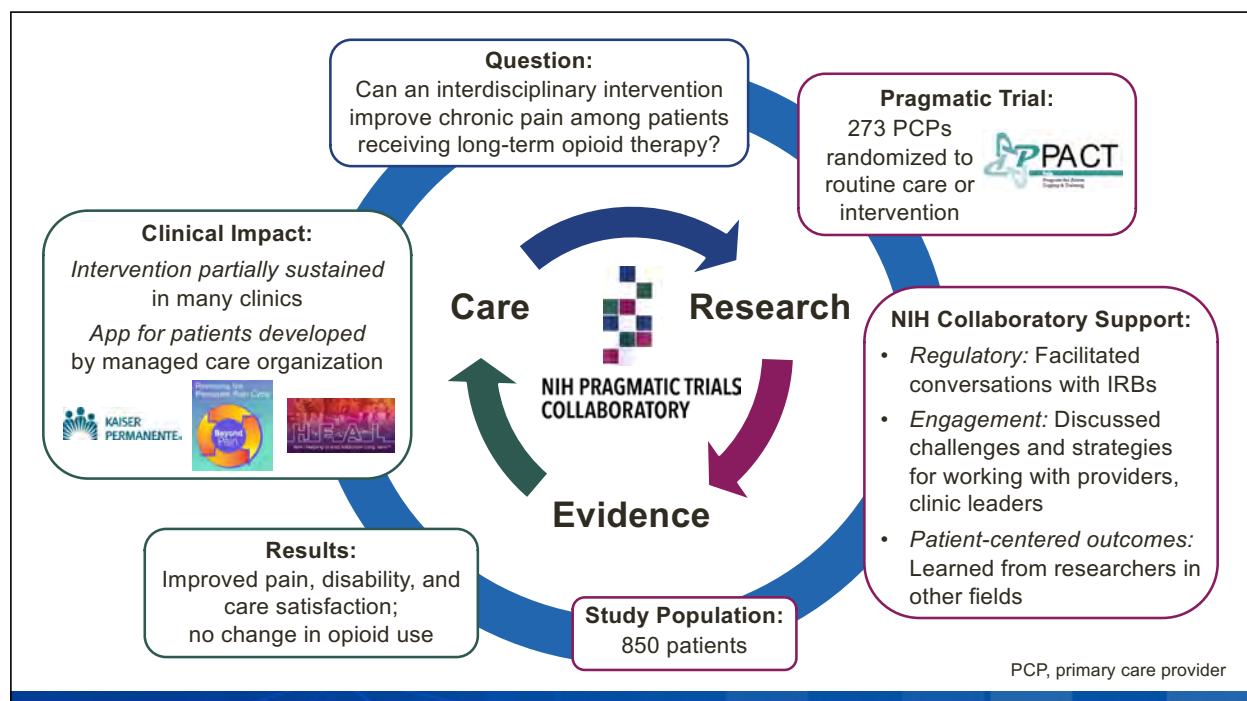 Question:
Can an interdisciplinary intervention
improve chronic pain among patients
receiving long-term opioid therapy?
Pragmatic Trial:
273 PCPs
randomized to
routine care or
intervention
PPACT
NIH Collaboratory Support:
• Regulatory: Facilitated
conversations with IRBs
• Engagement: Discussed
challenges and strategies
for working with providers,
clinic leaders
• Patient-centered outcomes:
Learned from researchers in
other fields
Study Population:
850 patients
Results:
Improved pain, disability, and
care satisfaction;
no change in opioid use
Clinical Impact:
Intervention partially sustained
in many clinics
App for patients developed
by managed care organization
KAISER
PERMANENTE
Beyond
Pain
HEAL
Care
Research
Evidence
NIH PRAGMATIC TRIALS
COLLABORATORY
PCP, primary care provider